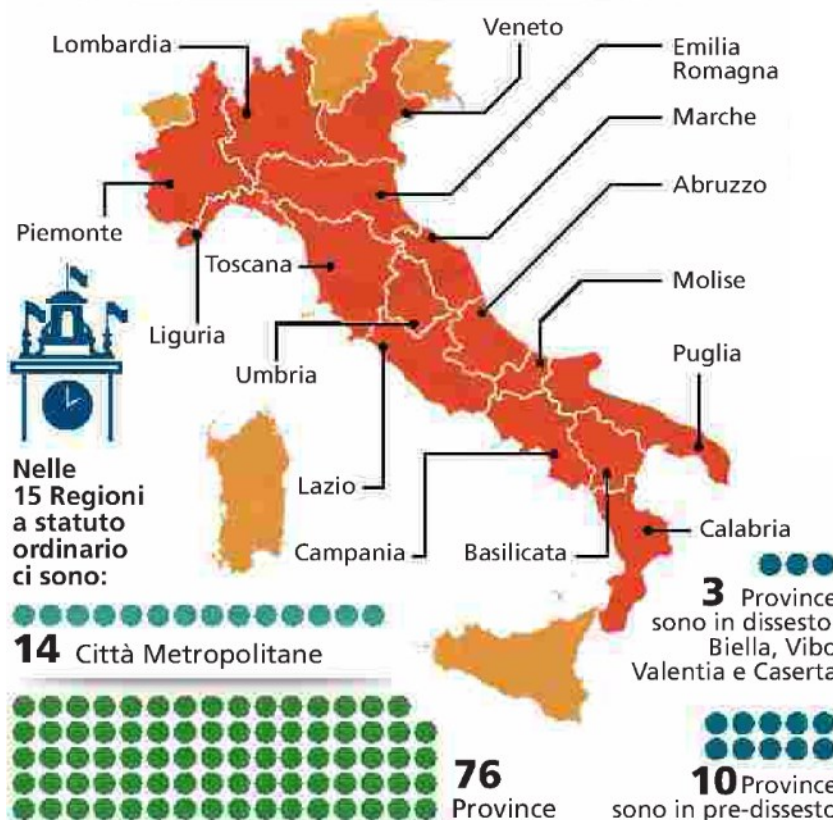 Lombardia
Veneto
Emilia
Romagna
Marche
Abruzzo
Piemonte
Toscana
Molise
Liguria
Umbria
Puglia
Nelle
15 Regioni
a statuto
ordinario
ci sono:
Lazio
Campania
Basilicata
Calabria
14 Città Metropolitane
3 Province
sono in dissesto
Biella, Vibo
Valentia e Caserta
76
Province
10 Province
sono in pre-dissesto